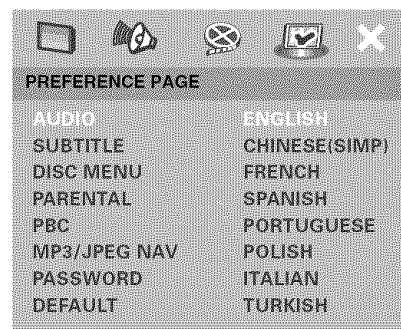 PREFERENCE PAGE
AUDIO ENGLISH
SUBTITLE CHINESE(SIMP)
DISC MENU FRENCH
PARENTAL SPANISH
PBC PORTUGUESE
MP3/JPEG NAV POLISH
PASSWORD ITALIAN
DEFAULT TURKISH